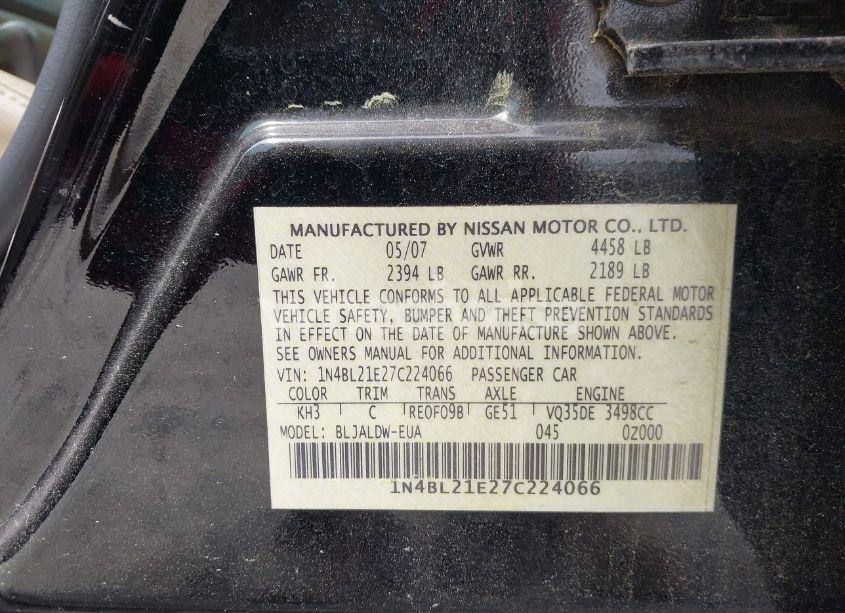 MANUFACTURED BY NISSAN MOTOR CO., LTD.
DATE 05/07 GVWR 4458 LB
GAWR FR. 2394 LB GAWR RR. 2189 LB
THIS VEHICLE CONFORMS TO ALL APPLICABLE FEDERAL MOTOR
VEHICLE SAFETY, BUMPER AND THEFT PREVENTION STANDARDS
IN EFFECT ON THE DATE OF MANUFACTURE SHOWN ABOVE.
SEE OWNERS MANUAL FOR ADDITIONAL INFORMATION.
VIN: 1N4BL21E27C224066 PASSENGER CAR
COLOR TRIM TRANS AXLE ENGINE
KH3 C RE0F09B GE51 VQ35DE 3498CC
MODEL: BLJALDW-EUA 045 0Z000
1N4BL21E27C224066